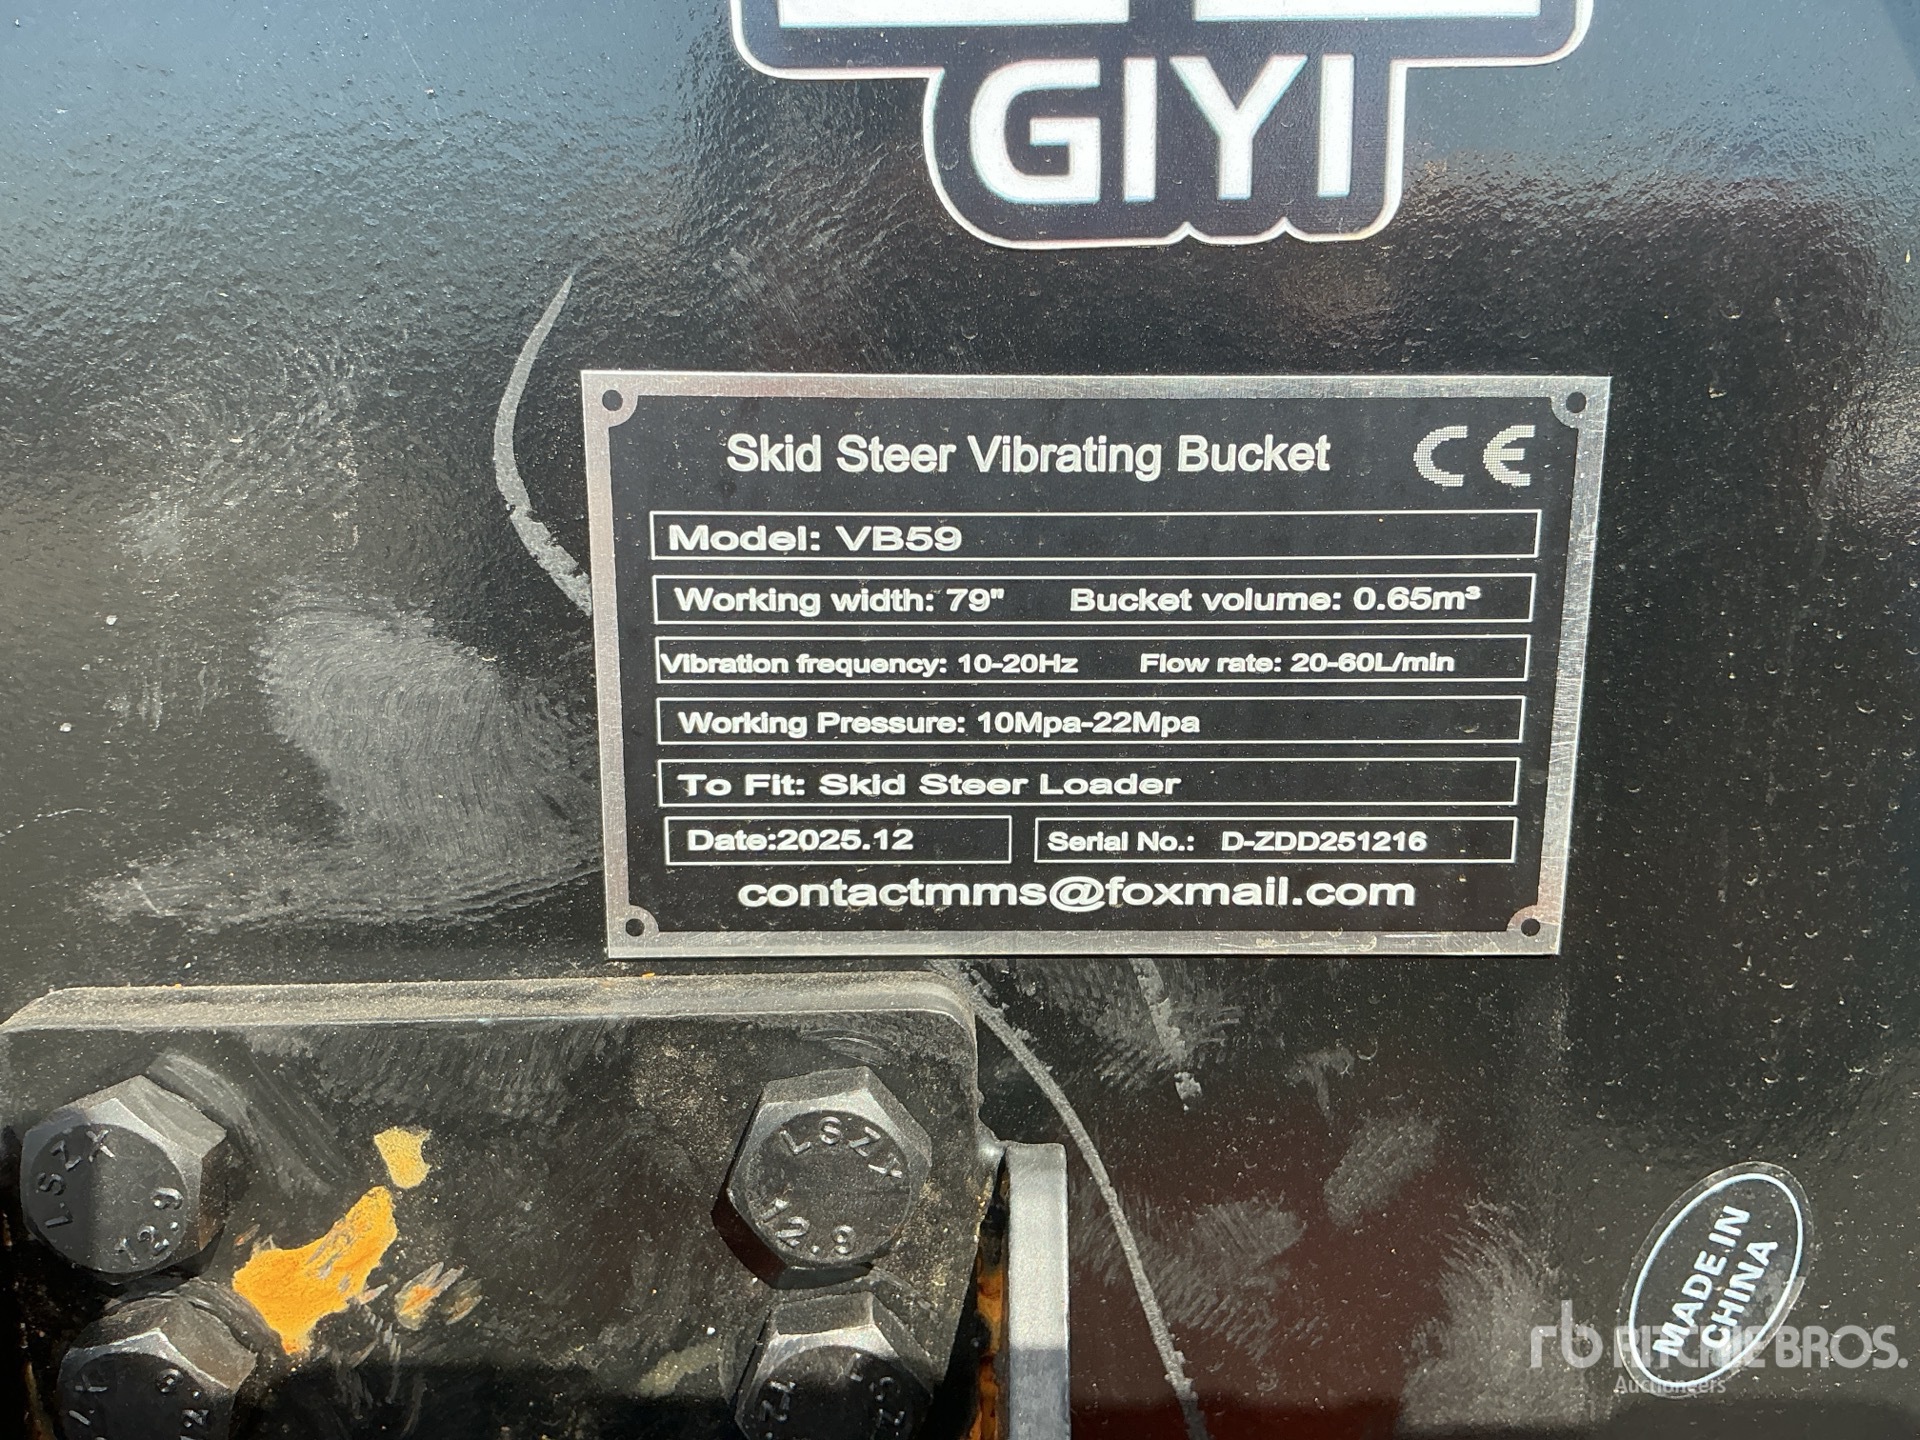 GIYI
Skid Steer Vibrating Bucket CE
Model: VB59
Working width: 79" Bucket volume: 0.65m³
Vibration frequency: 10-20Hz Flow rate: 20-60L/min
Working Pressure: 10Mpa-22Mpa
To Fit: Skid Steer Loader
Date:2025.12 Serial No.: D-ZDD251216
contactmms@foxmail.com
LSZX
12.9
LSZX
12.9
MADE IN
CHINA
rb RITCHIE BROS.
Auctioneers